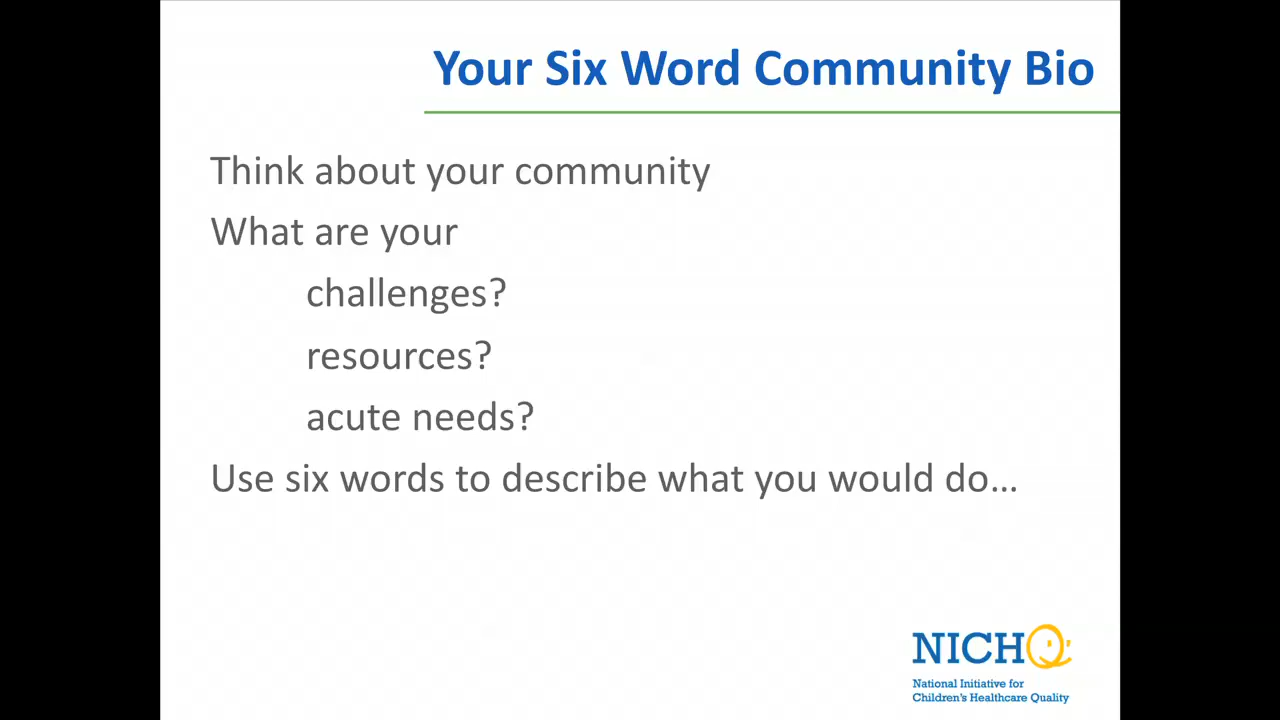 Your Six Word Community Bio
Think about your community
What are your
challenges?
resources?
acute needs?
Use six words to describe what you would do…
NICHQ
National Initiative for
Children's Healthcare Quality